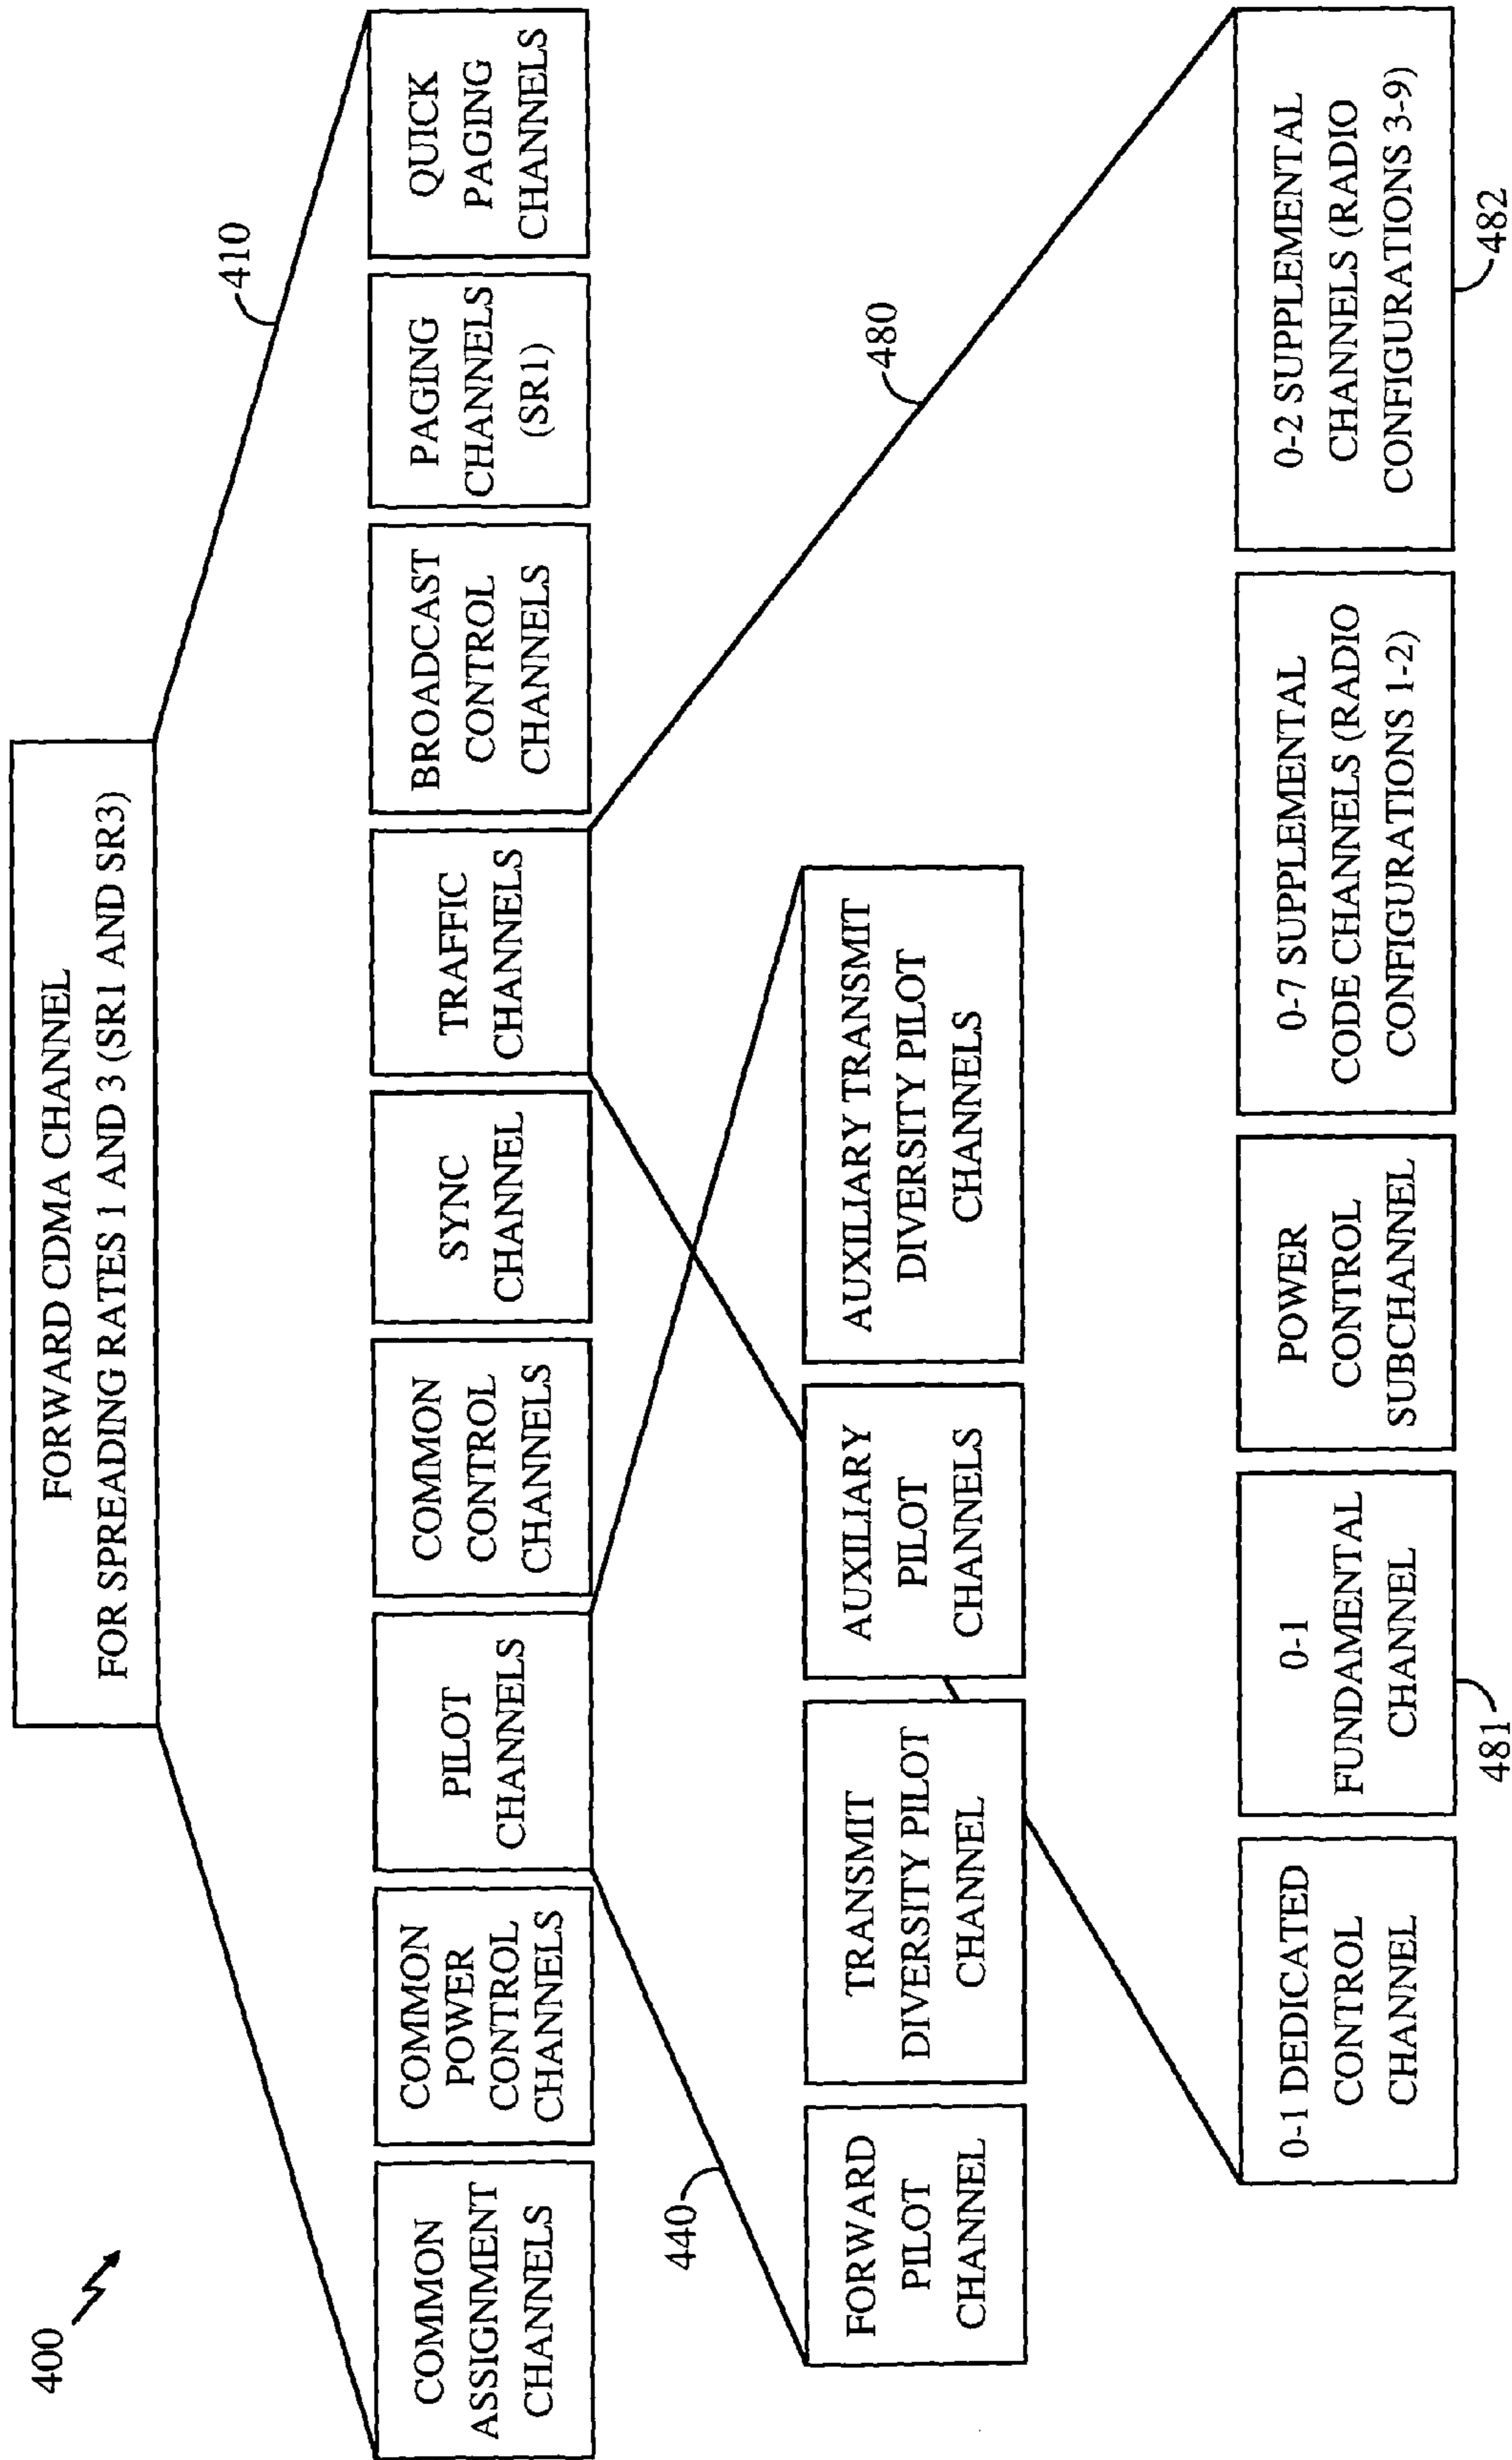 400
FORWARD CDMA CHANNEL
FOR SPREADING RATES 1 AND 3 (SR1 AND SR3)
410
COMMON
ASSIGNMENT
CHANNELS
COMMON
POWER
CONTROL
CHANNELS
PILOT
CHANNELS
COMMON
CONTROL
CHANNELS
SYNC
CHANNEL
TRAFFIC
CHANNELS
BROADCAST
CONTROL
CHANNELS
PAGING
CHANNELS
(SR1)
QUICK
PAGING
CHANNELS
440
480
FORWARD
PILOT
CHANNEL
TRANSMIT
DIVERSITY PILOT
CHANNEL
AUXILIARY
PILOT
CHANNELS
AUXILIARY TRANSMIT
DIVERSITY PILOT
CHANNELS
0-1 DEDICATED
CONTROL
CHANNEL
0-1
FUNDAMENTAL
CHANNEL
POWER
CONTROL
SUBCHANNEL
0-7 SUPPLEMENTAL
CODE CHANNELS (RADIO
CONFIGURATIONS 1-2)
0-2 SUPPLEMENTAL
CHANNELS (RADIO
CONFIGURATIONS 3-9)
481
482